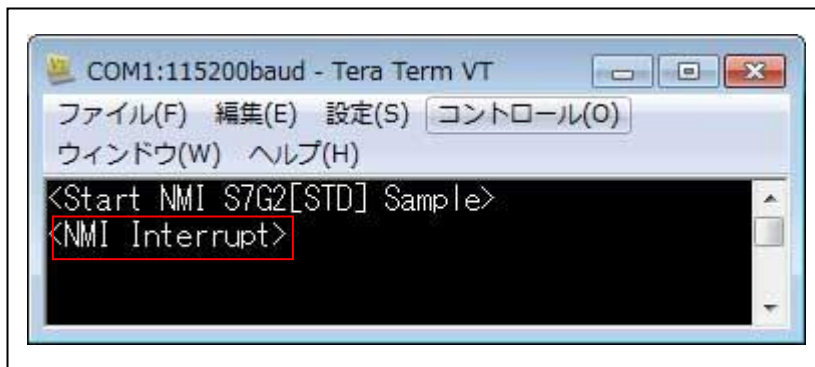 COM1:115200baud - Tera Term VT
ファイル(F) 編集(E) 設定(S) コントロール(O)
ウィンドウ(W) ヘルプ(H)
<Start NMI S7G2[STD] Sample>
<NMI Interrupt>